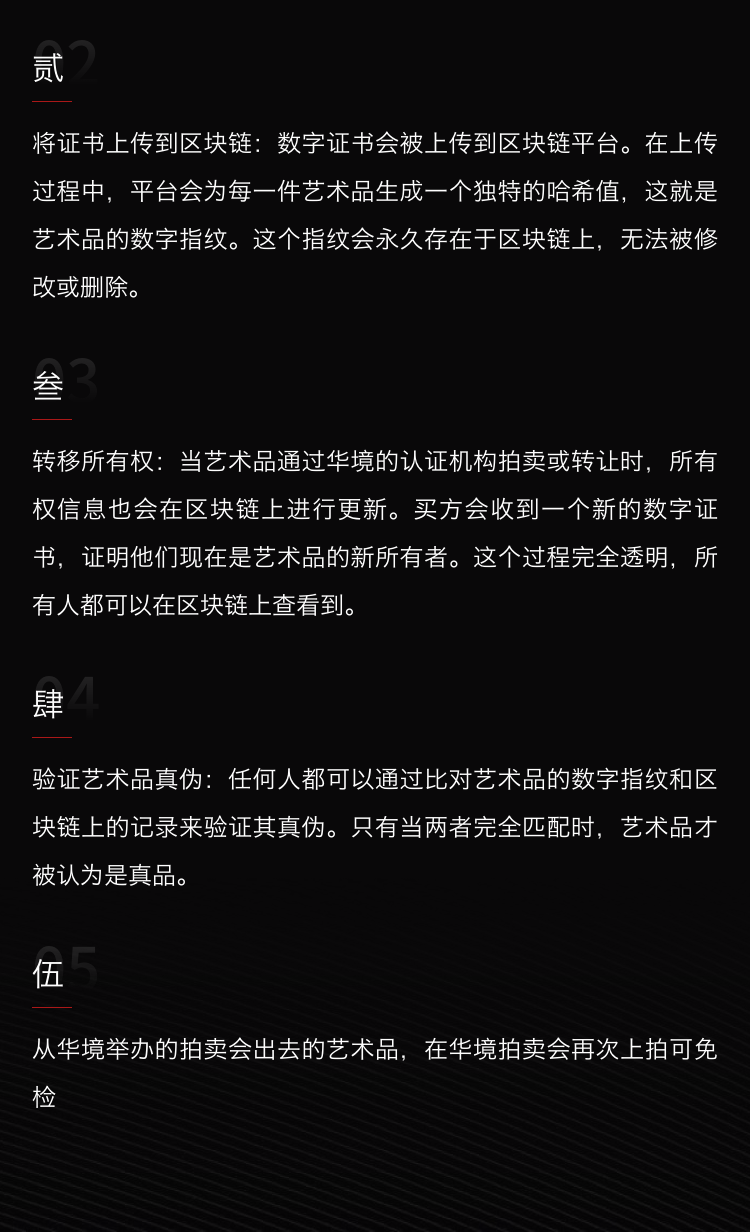 02
贰
将证书上传到区块链：数字证书会被上传到区块链平台。在上传
过程中，平台会为每一件艺术品生成一个独特的哈希值，这就是
艺术品的数字指纹。这个指纹会永久存在于区块链上，无法被修
改或删除。
03
叁
转移所有权：当艺术品通过华境的认证机构拍卖或转让时，所有
权信息也会在区块链上进行更新。买方会收到一个新的数字证
书，证明他们现在是艺术品的新所有者。这个过程完全透明，所
有人都可以在区块链上查看到。
04
肆
验证艺术品真伪：任何人都可以通过比对艺术品的数字指纹和区
块链上的记录来验证其真伪。只有当两者完全匹配时，艺术品才
被认为是真品。
05
伍
从华境举办的拍卖会出去的艺术品，在华境拍卖会再次上拍可免
检